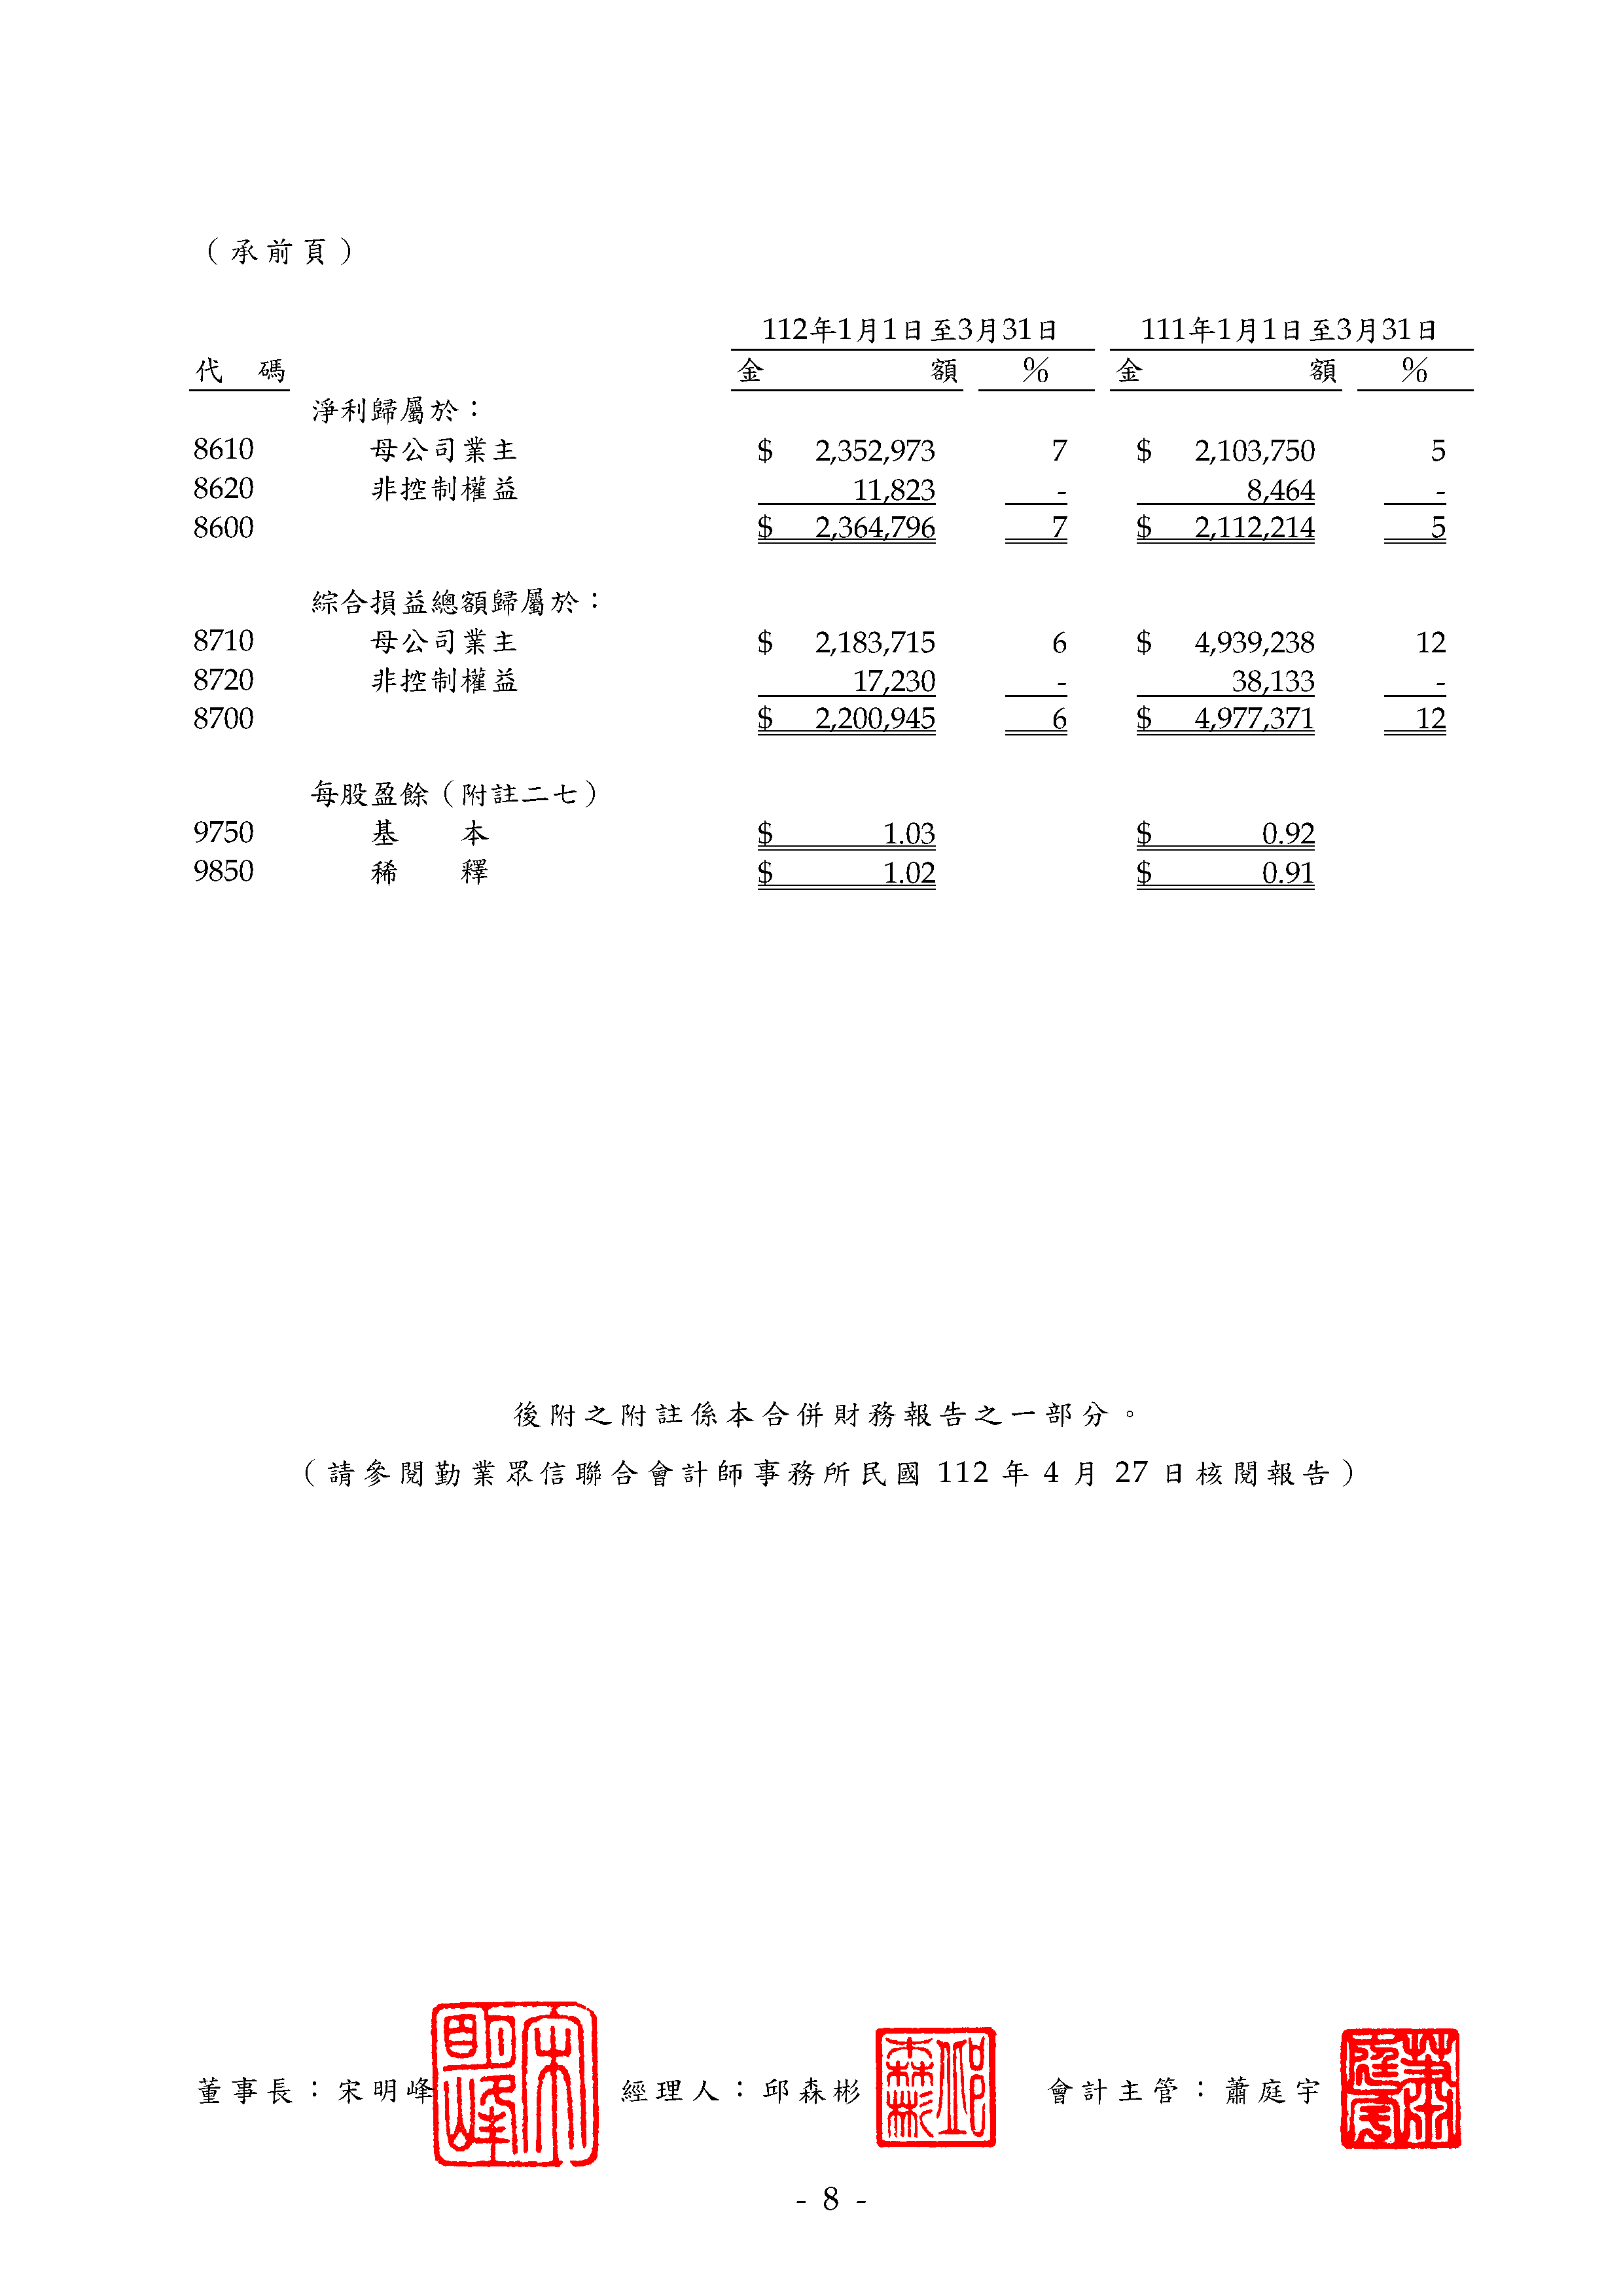 （承前頁）
112年1月1日至3月31日 111年1月1日至3月31日
代 碼 金 額 ％ 金 額 ％
淨利歸屬於：
8610 母公司業主 $ 2,352,973 7 $ 2,103,750 5
8620 非控制權益 11,823 - 8,464 -
8600 $ 2,364,796 7 $ 2,112,214 5
綜合損益總額歸屬於：
8710 母公司業主 $ 2,183,715 6 $ 4,939,238 12
8720 非控制權益 17,230 - 38,133 -
8700 $ 2,200,945 6 $ 4,977,371 12
每股盈餘（附註二七）
9750 基 本 $ 1.03 $ 0.92
9850 稀 釋 $ 1.02 $ 0.91
後附之附註係本合併財務報告之一部分。
（請參閱勤業眾信聯合會計師事務所民國 112 年 4 月 27 日核閱報告）
董事長：宋明峰 經理人：邱森彬 會計主管：蕭庭宇
宋明峰 邱森彬 蕭庭宇
- 8 -